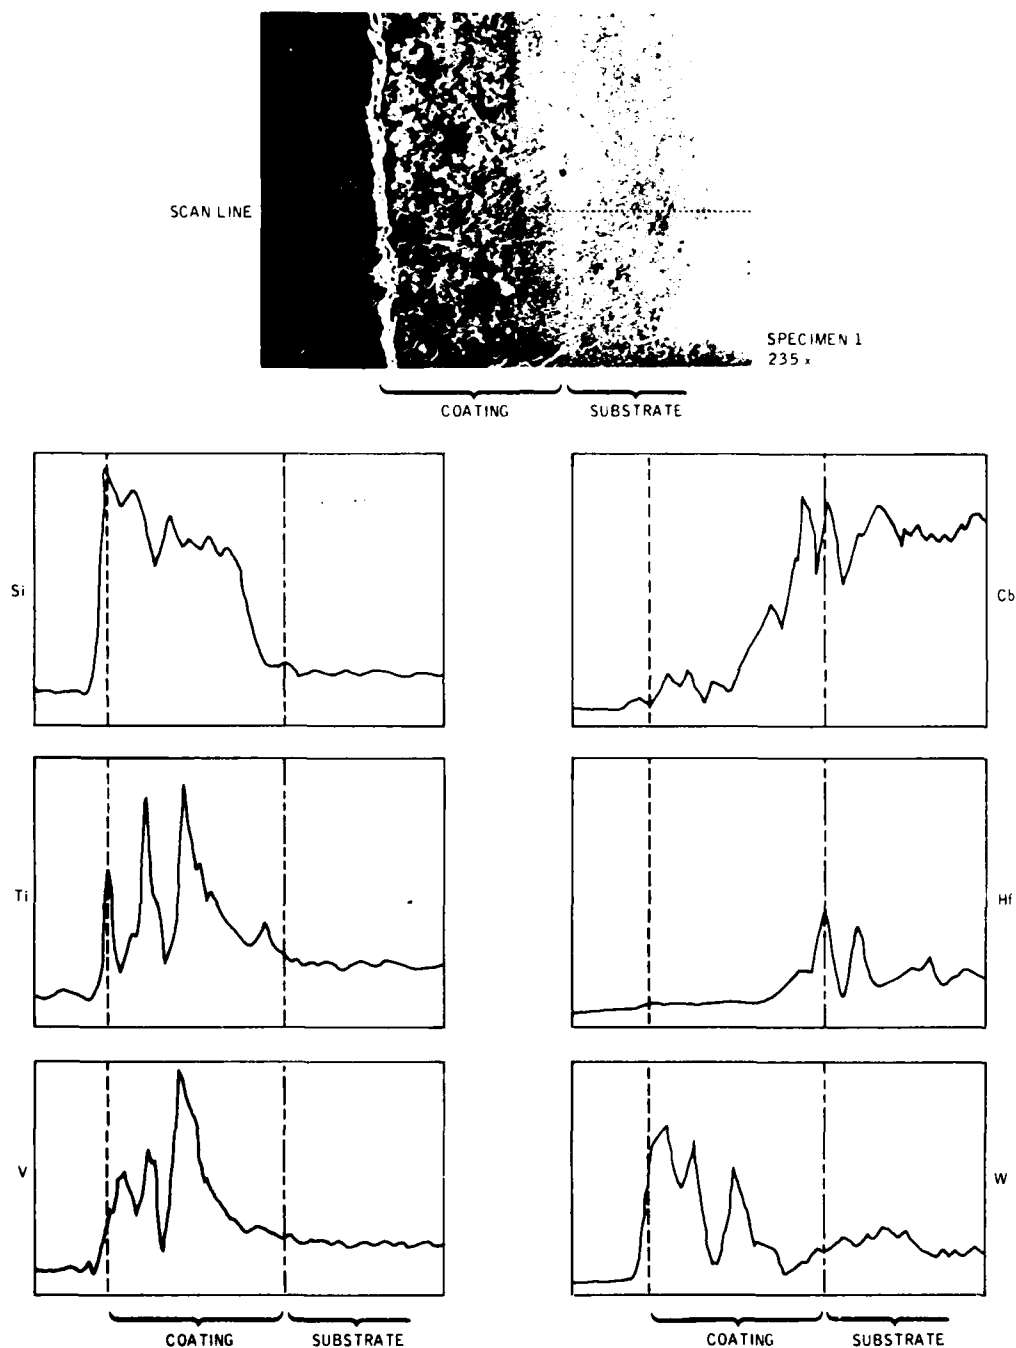 SCAN LINE
SPECIMEN 1
235 x
COATING SUBSTRATE
Si
Cb
Ti
Hf
V
W
COATING SUBSTRATE
COATING SUBSTRATE